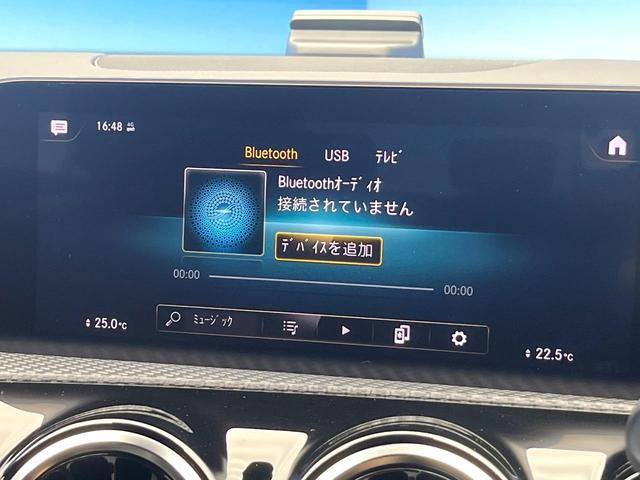 16:48 4G
Bluetooth USB ﾃﾚﾋﾞ
Bluetoothｵｰﾃﾞｨｵ
接続されていません
ﾃﾞﾊﾞｲｽを追加
00:00 00:00
ﾐｭｰｼﾞｯｸ
25.0℃
22.5℃